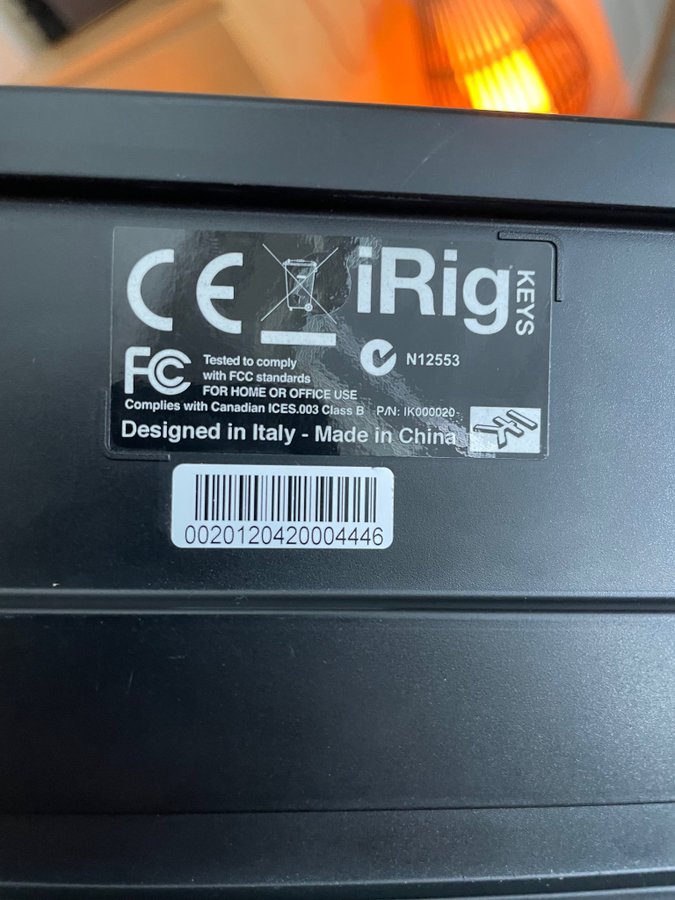 CE
iRig KEYS
FC
Tested to comply
with FCC standards
FOR HOME OR OFFICE USE
N12553
Complies with Canadian ICES.003 Class B P/N: IK000020-
Designed in Italy - Made in China
0020120420004446